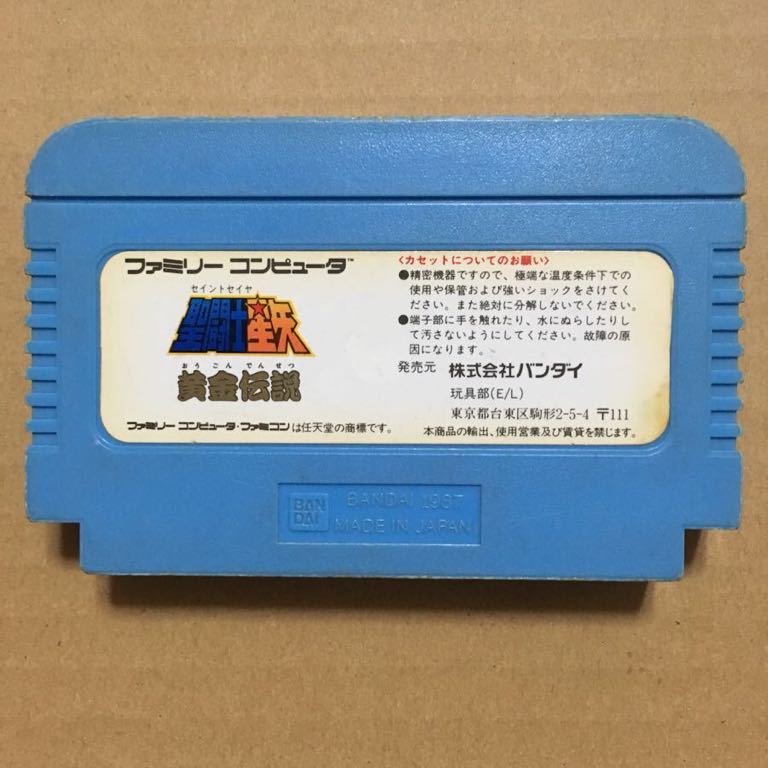 ファミリー コンピュータ™
セイントセイヤ
聖闘士星矢
おうごんでんせつ
黄金伝説
ファミリー コンピュータ・ファミコンは任天堂の商標です。
〈カセットについてのお願い〉
●精密機器ですので、極端な温度条件下での
使用や保管および強いショックをさけてく
ださい。また絶対に分解しないでください。
●端子部に手を触れたり、水にぬらしたりし
て汚さないようにしてください。故障の原
因になります。
発売元 株式会社バンダイ
玩具部(E/L)
東京都台東区駒形2-5-4 〒111
本商品の輸出、使用営業及び賃貸を禁じます。
BAN
DAI
BANDAI 1987
MADE IN JAPAN